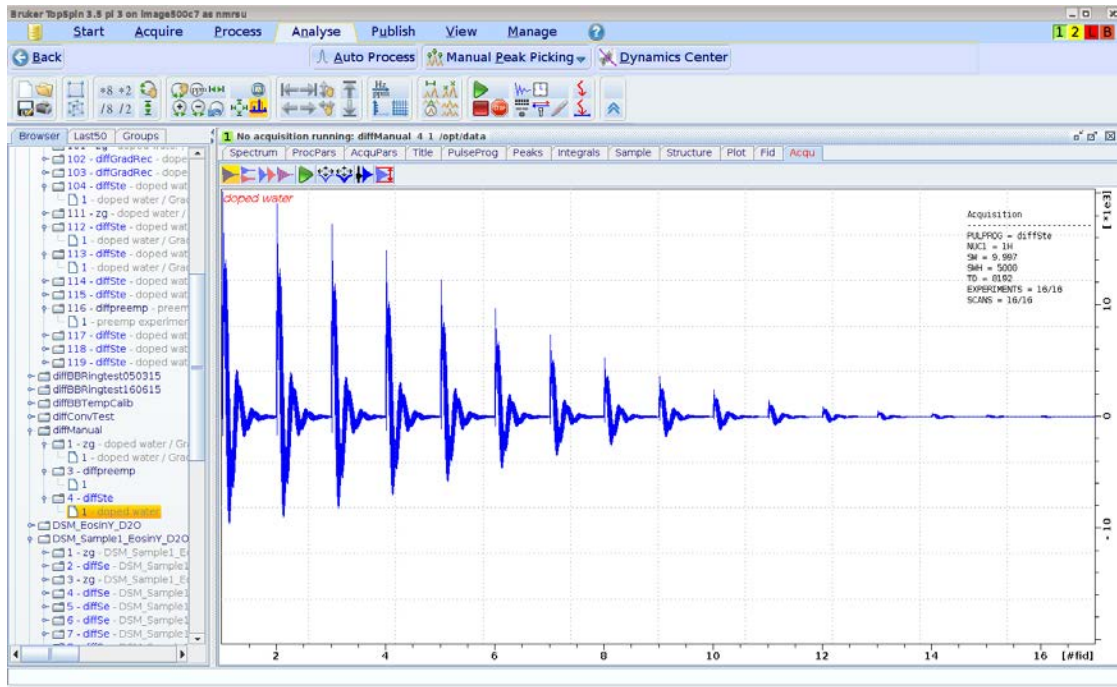 Bruker TopSpin 3.5 pl 3 on image500c7 as nmrsu
Start Acquire Process Analyse Publish View Manage
1 2 L B
Back Auto Process Manual Peak Picking Dynamics Center
*8 *2
/8 /2
Browser Last50 Groups
1 No acquisition running: diffManual 4 1 /opt/data
Spectrum ProcPars AcquPars Title PulseProg Peaks Integrals Sample Structure Plot Fid Acqu
102 - diffGradRec - dope
103 - diffGradRec - dope
104 - diffSte - doped wat
1 - doped water / Gra
111 - zg - doped water /
112 - diffSte - doped wat
1 - doped water / Gra
113 - diffSte - doped wat
1 - doped water / Gra
114 - diffSte - doped wat
115 - diffSte - doped wat
116 - diffpreemp - preem
1 - preemp experimer
117 - diffSte - doped wat
118 - diffSte - doped wat
119 - diffSte - doped wat
diffBBRingtest050315
diffBBRingtest160615
diffBBTempCalib
diffConvTest
diffManual
1 - zg - doped water / Gr
1 - doped water / Gra
3 - diffpreemp
1
4 - diffSte
1 - doped water
DSM_EosinY_D2O
DSM_Sample1_EosinY_D2O
1 - zg - DSM_Sample1_E
2 - diffSe - DSM_Sample1
3 - zg - DSM_Sample1_E
4 - diffSe - DSM_Sample1
5 - diffSe - DSM_Sample1
6 - diffSe - DSM_Sample1
7 - diffSe - DSM_Sample1
doped water
Acquisition
PULPROG = diffSte
NUC1 = 1H
SW = 9.997
SWH = 5000
TD = 8192
EXPERIMENTS = 16/16
SCANS = 16/16
[*1e3]
10
0
-10
2 4 6 8 10 12 14 16 [#fid]